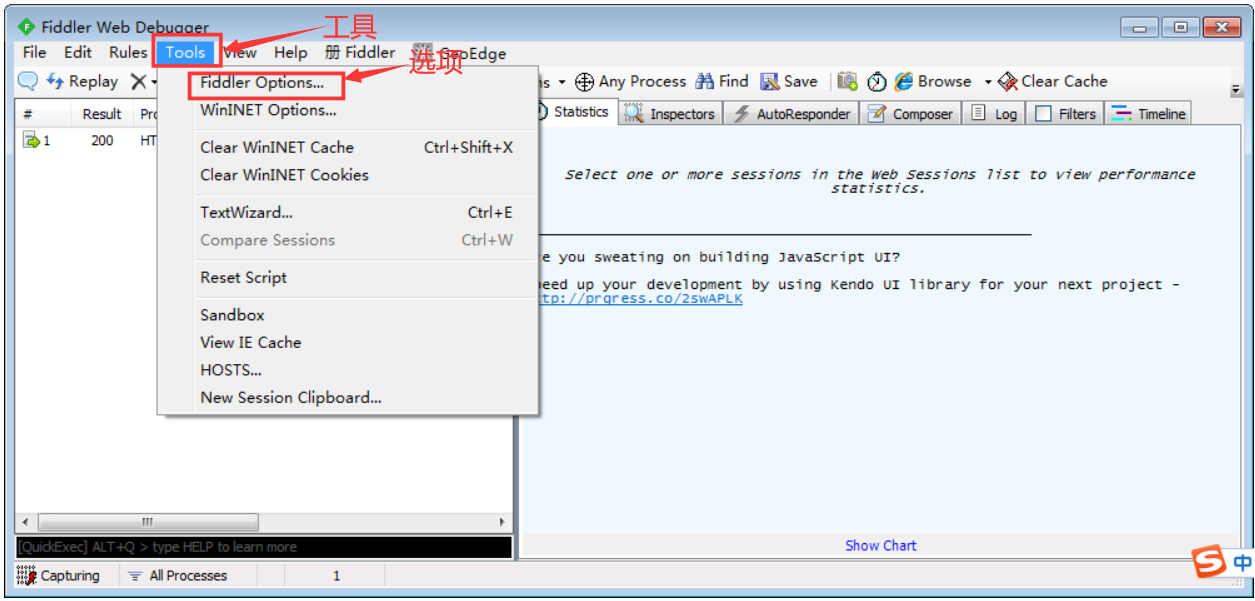 Fiddler Web Debugger
工具
File Edit Rules Tools View Help 册 Fiddler GeoEdge
选项
Replay Any Process Find Save Browse Clear Cache
Fiddler Options...
WinINET Options...
Clear WinINET Cache Ctrl+Shift+X
Clear WinINET Cookies
TextWizard... Ctrl+E
Compare Sessions Ctrl+W
Reset Script
Sandbox
View IE Cache
HOSTS...
New Session Clipboard...
# Result
1 200 HT
Statistics Inspectors AutoResponder Composer Log Filters Timeline
Select one or more sessions in the Web Sessions list to view performance
statistics.
e you sweating on building JavaScript UI?
eed up your development by using Kendo UI library for your next project -
tp://prgress.co/2swAPLK
[QuickExec] ALT+Q > type HELP to learn more
Show Chart
Capturing All Processes 1
中